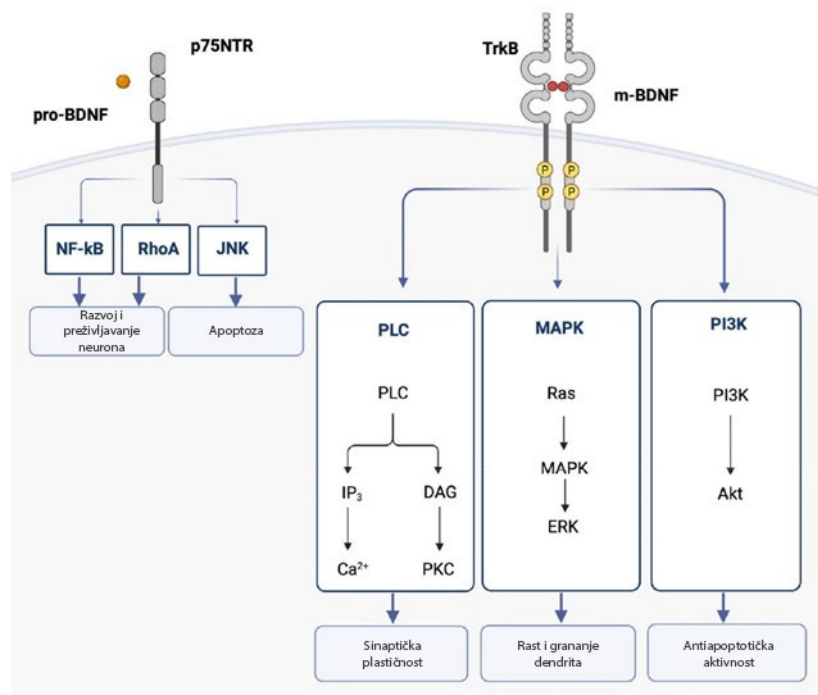 p75NTR
pro-BDNF
TrkB
m-BDNF
P P
P P
NF-kB
RhoA
JNK
Razvoj i
preživljavanje
neurona
Apoptoza
PLC
PLC
IP₃
DAG
Ca²⁺
PKC
Sinaptička
plastičnost
MAPK
Ras
MAPK
ERK
Rast i grananje
dendrita
PI3K
PI3K
Akt
Antiapoptotička
aktivnost